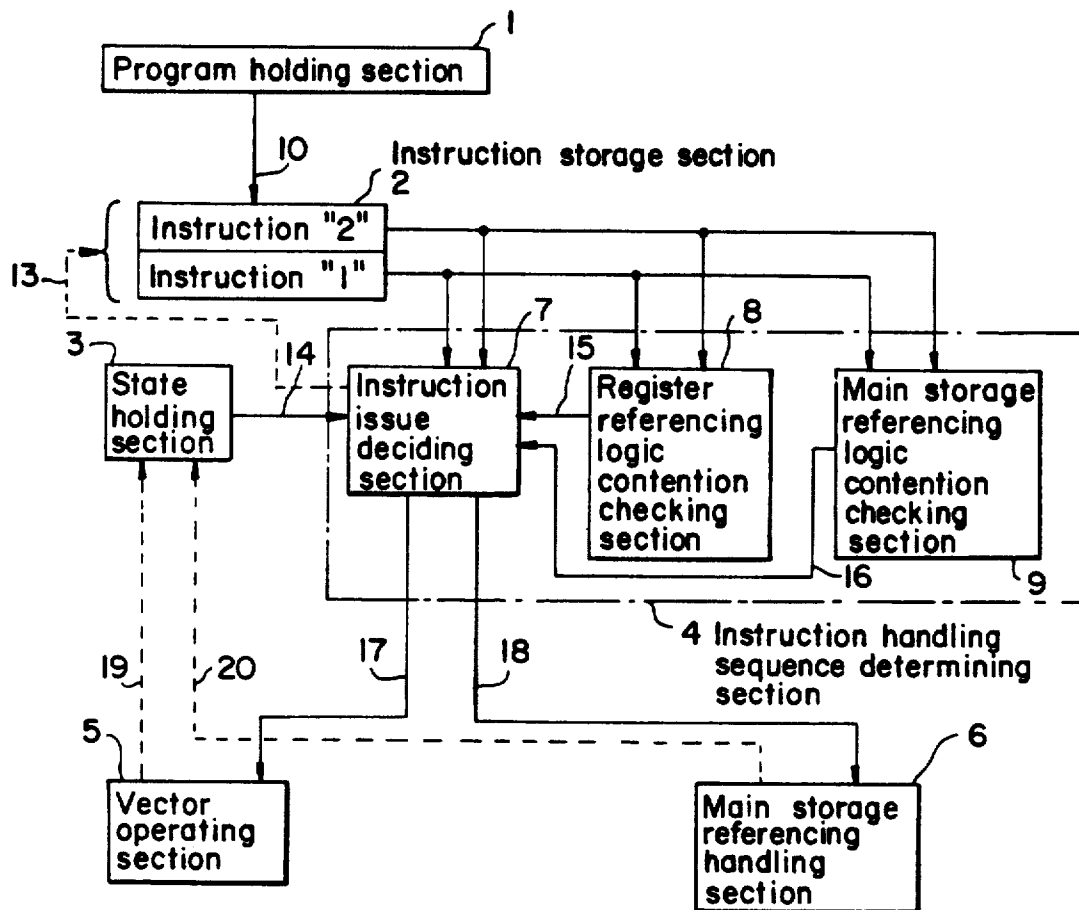 1
Program holding section
10
Instruction storage section
2
Instruction "2"
Instruction "1"
13
3
State
holding
section
14
7
Instruction
issue
deciding
section
15
8
Register
referencing
logic
contention
checking
section
Main storage
referencing
logic
contention
checking
section
16
9
4 Instruction handling
sequence determining
section
17
18
19
20
5
Vector
operating
section
6
Main storage
referencing
handling
section